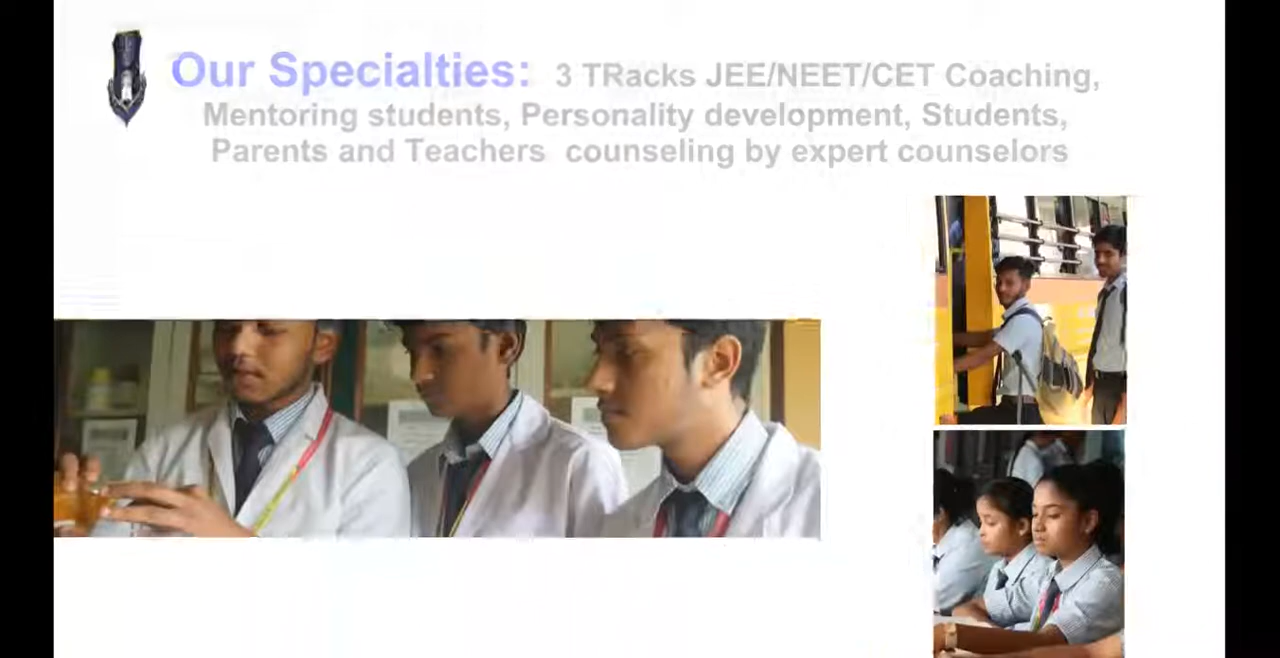 Our Specialties: 3 TRacks JEE/NEET/CET Coaching,
Mentoring students, Personality development, Students,
Parents and Teachers counseling by expert counselors